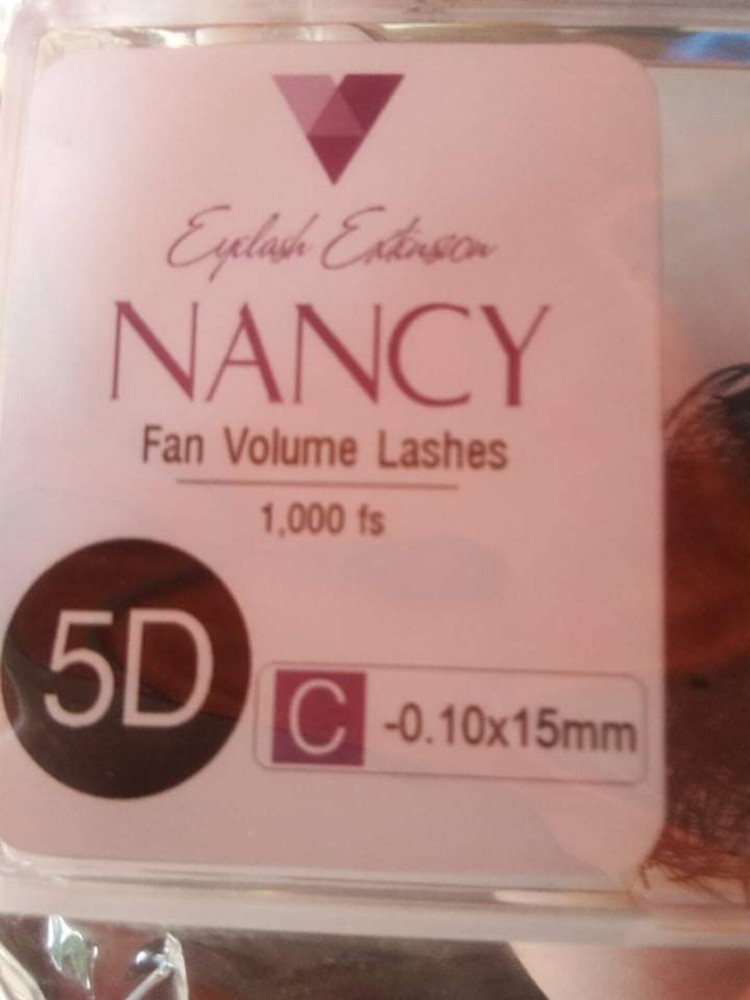 Eyelash Extension
NANCY
Fan Volume Lashes
1,000 fs
5D
C -0.10x15mm